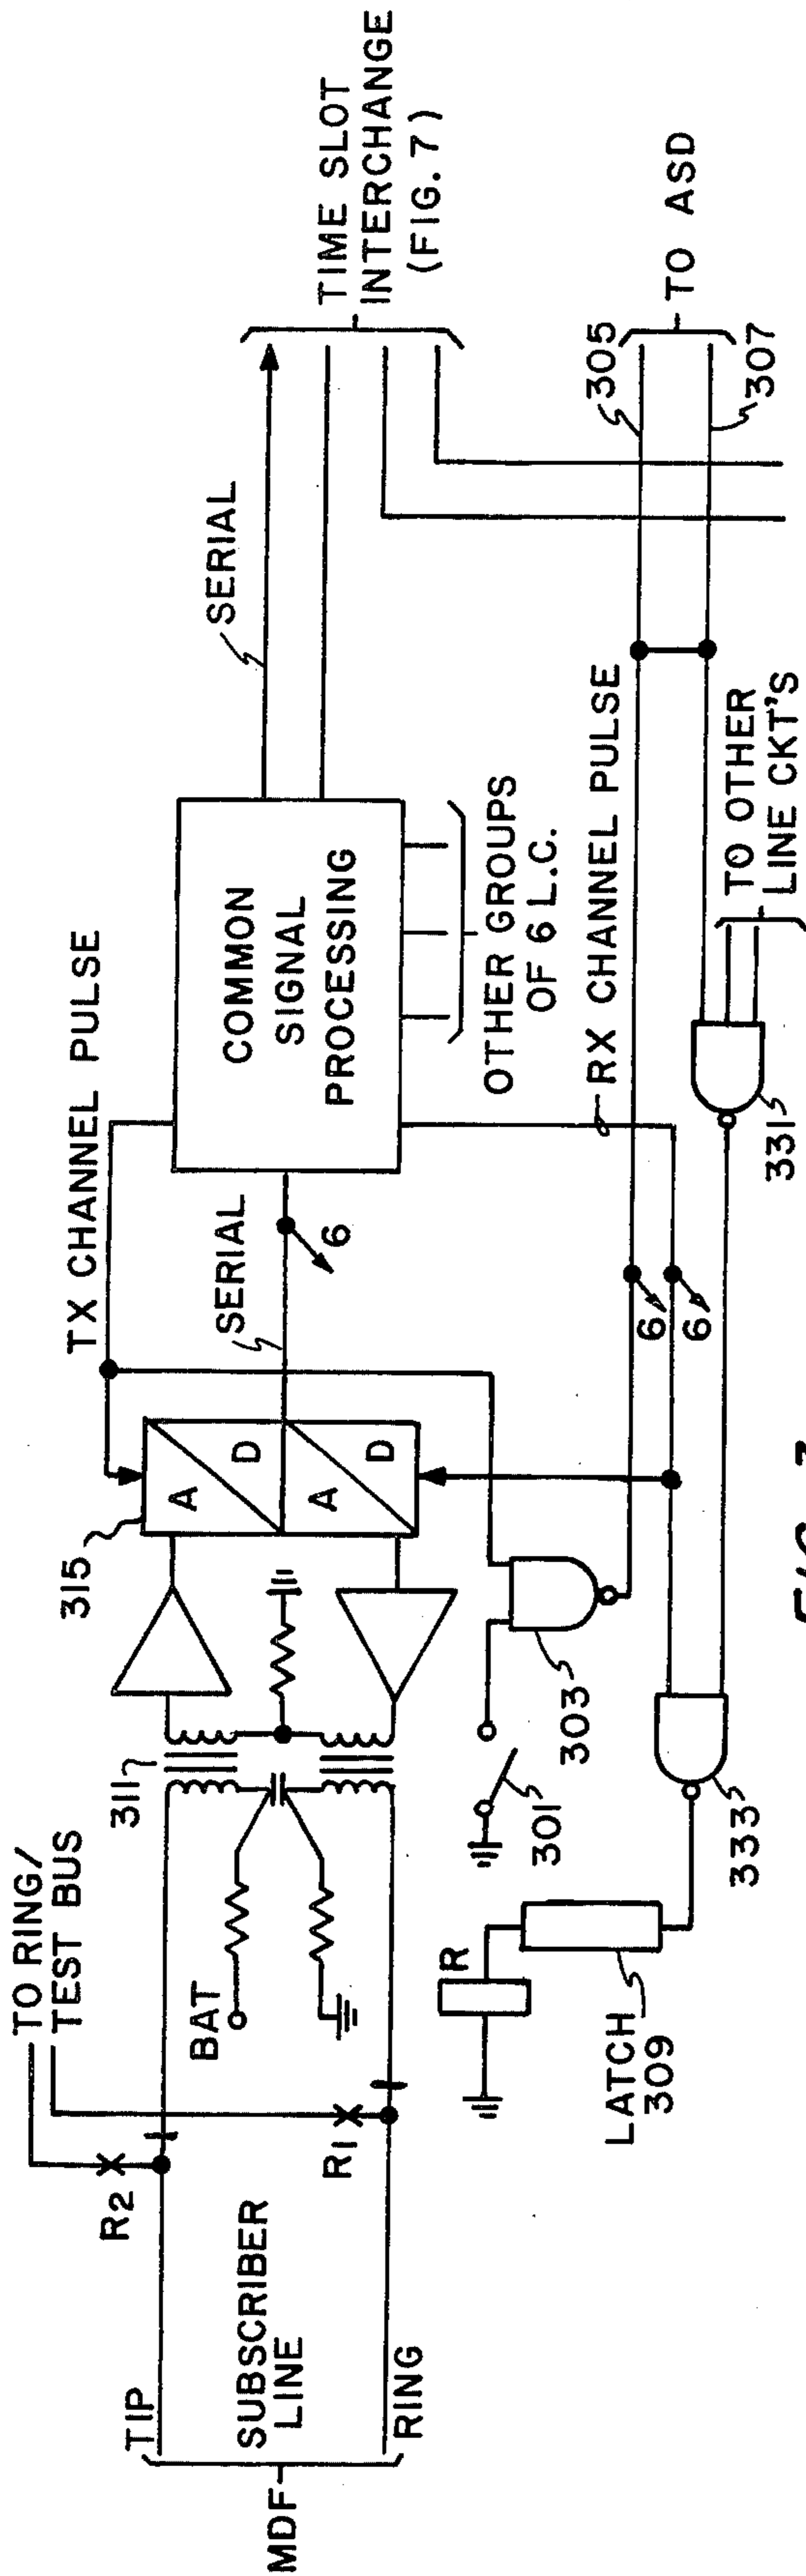 TO RING/
TEST BUS
R2
R1
TIP
SUBSCRIBER
LINE
RING
MDF
BAT
311
315
A
D
A
D
TX CHANNEL PULSE
SERIAL
6
COMMON
SIGNAL
PROCESSING
SERIAL
TIME SLOT
INTERCHANGE
(FIG. 7)
OTHER GROUPS
OF 6 L.C.
RX CHANNEL PULSE
305
TO ASD
307
TO OTHER
LINE CKT'S
331
6
6
301
303
R
LATCH
309
333
FIG. 3